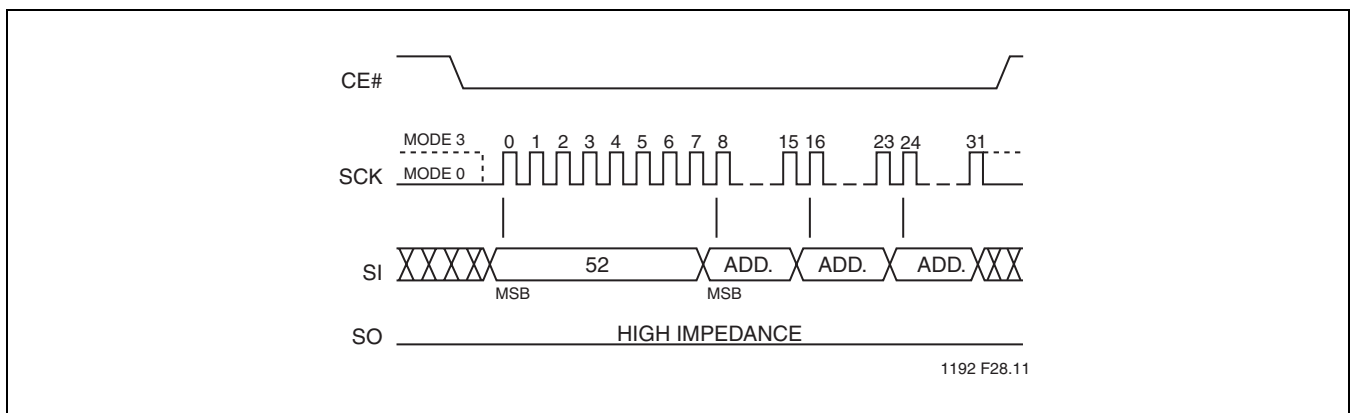 CE#
MODE 3 0 1 2 3 4 5 6 7 8 15 16 23 24 31
SCK MODE 0
SI 52 ADD. ADD. ADD.
MSB MSB
SO HIGH IMPEDANCE
1192 F28.11